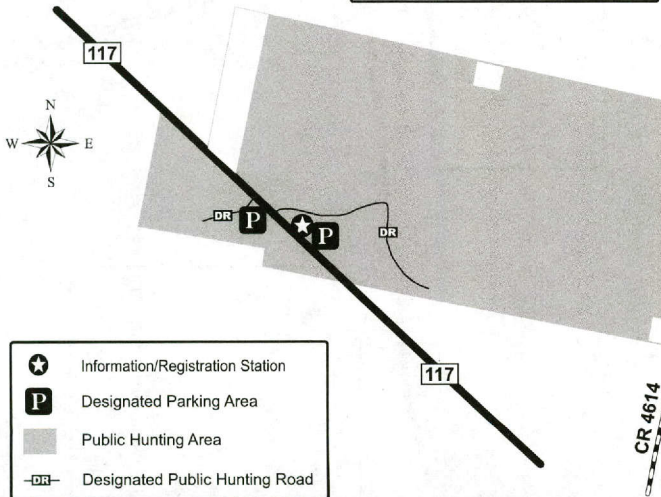 117
N
W E
S
DR
P
P
DR
117
CR 4614
Information/Registration Station
P Designated Parking Area
Public Hunting Area
DR Designated Public Hunting Road